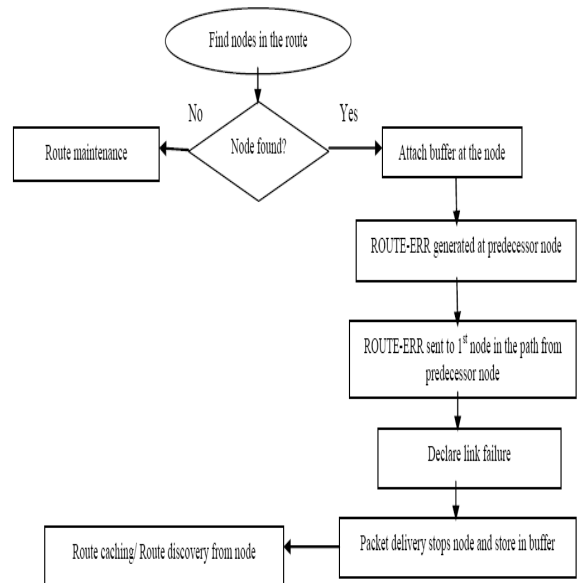 Find nodes in the route
No
Yes
Node found?
Route maintenance
Attach buffer at the node
ROUTE-ERR generated at predecessor node
ROUTE-ERR sent to 1st node in the path from
predecessor node
Declare link failure
Packet delivery stops node and store in buffer
Route caching/ Route discovery from node